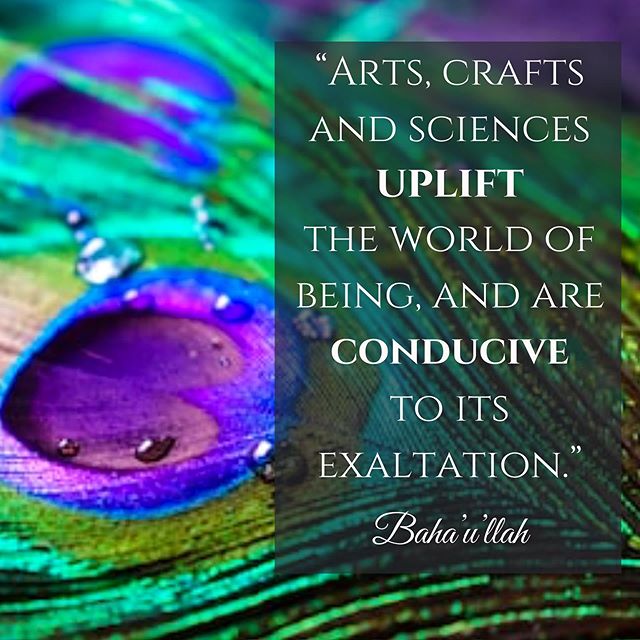 “ARTS, CRAFTS
AND SCIENCES
UPLIFT
THE WORLD OF
BEING, AND ARE
CONDUCIVE
TO ITS
EXALTATION.”
Baha’u’llah